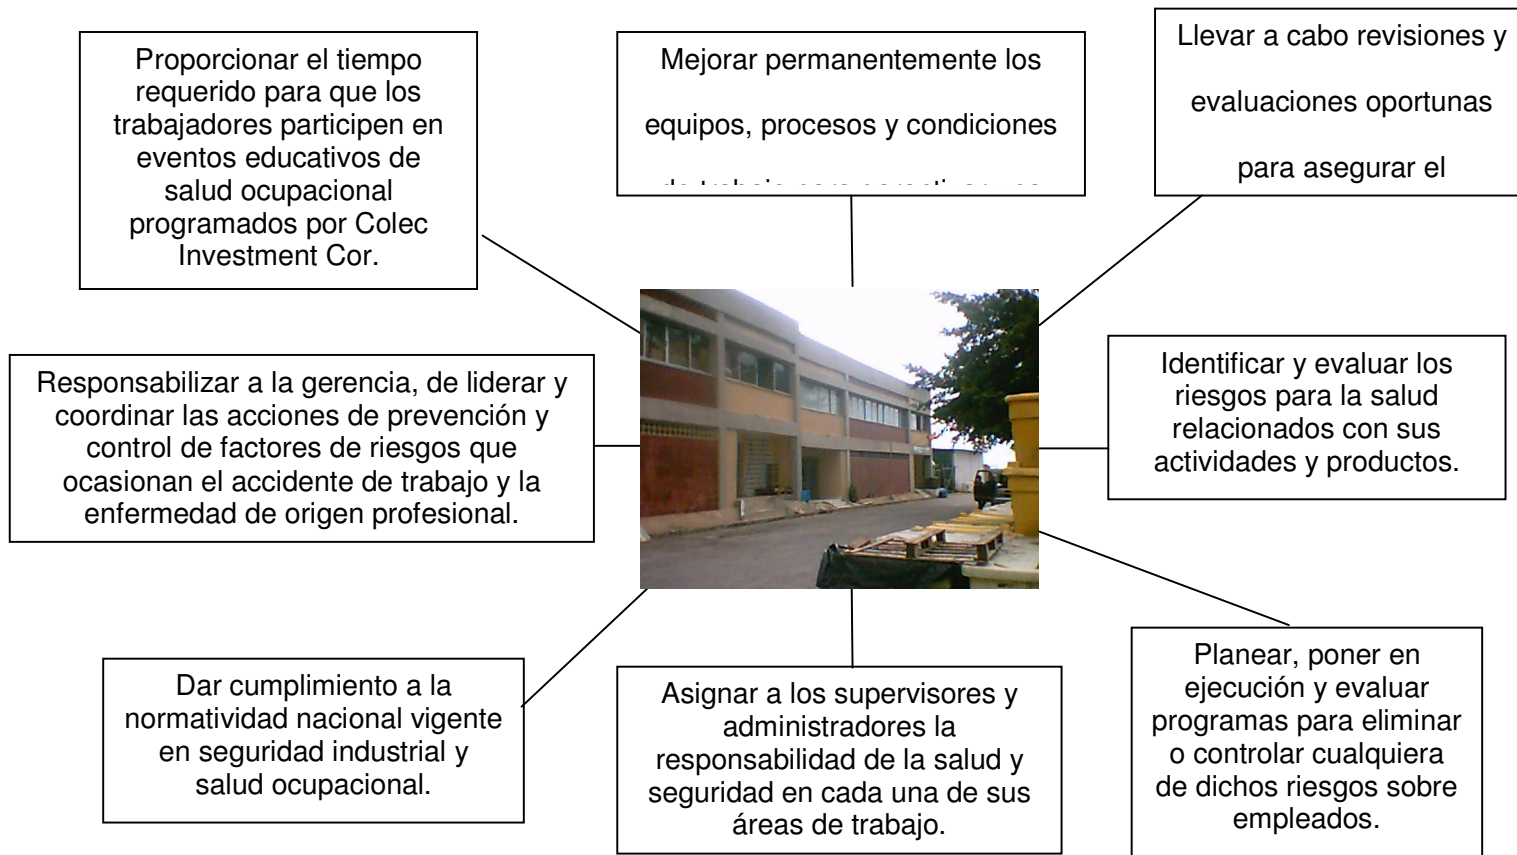 Proporcionar el tiempo
requerido para que los
trabajadores participen en
eventos educativos de
salud ocupacional
programados por Colec
Investment Cor.
Mejorar permanentemente los
equipos, procesos y condiciones
de trabajo para garantizar una
Llevar a cabo revisiones y
evaluaciones oportunas
para asegurar el
Responsabilizar a la gerencia, de liderar y
coordinar las acciones de prevención y
control de factores de riesgos que
ocasionan el accidente de trabajo y la
enfermedad de origen profesional.
Identificar y evaluar los
riesgos para la salud
relacionados con sus
actividades y productos.
Dar cumplimiento a la
normatividad nacional vigente
en seguridad industrial y
salud ocupacional.
Asignar a los supervisores y
administradores la
responsabilidad de la salud y
seguridad en cada una de sus
áreas de trabajo.
Planear, poner en
ejecución y evaluar
programas para eliminar
o controlar cualquiera
de dichos riesgos sobre
empleados.